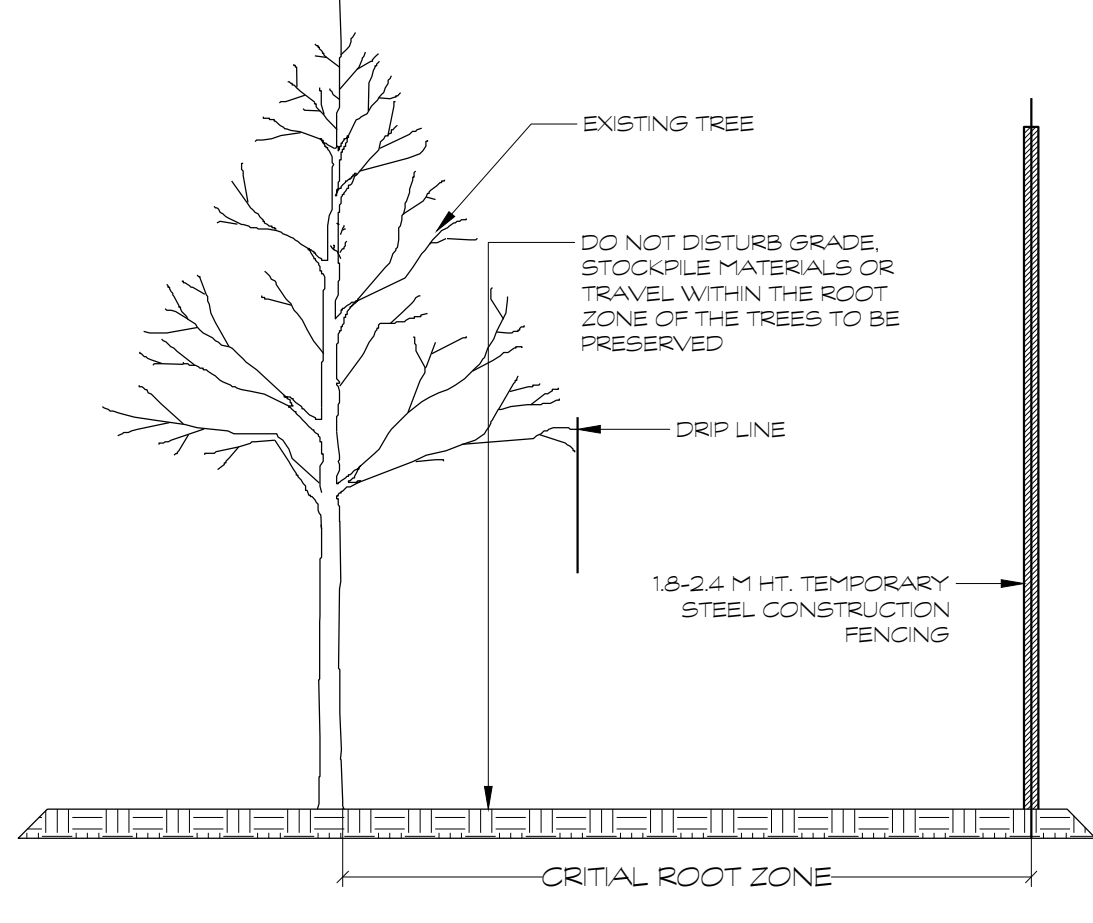 EXISTING TREE
DO NOT DISTURB GRADE,
STOCKPILE MATERIALS OR
TRAVEL WITHIN THE ROOT
ZONE OF THE TREES TO BE
PRESERVED
DRIP LINE
1.8-2.4 M HT. TEMPORARY
STEEL CONSTRUCTION
FENCING
CRITIAL ROOT ZONE